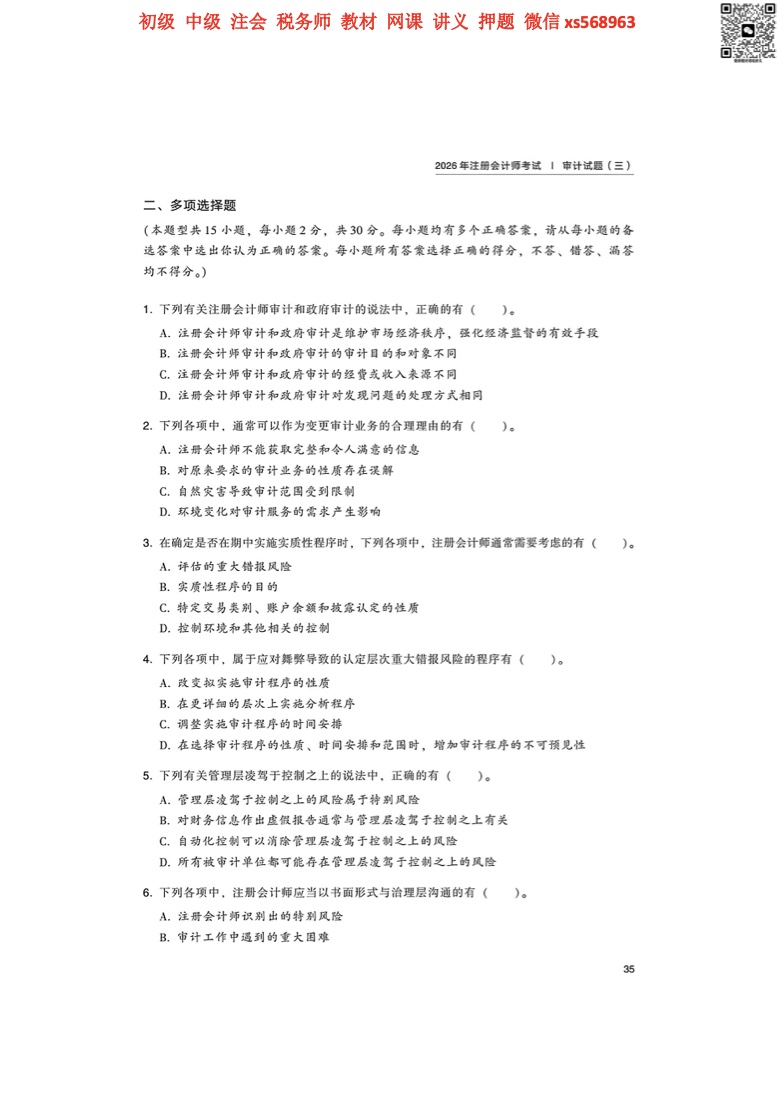 初级 中级 注会 税务师 教材 网课 讲义 押题 微信 xs568963
2026 年注册会计师考试 | 审计试题（三）
二、多项选择题
（本题型共 15 小题，每小题 2 分，共 30 分。每小题均有多个正确答案，请从每小题的备
选答案中选出你认为正确的答案。每小题所有答案选择正确的得分，不答、错答、漏答
均不得分。）
1. 下列有关注册会计师审计和政府审计的说法中，正确的有（　　）。
A. 注册会计师审计和政府审计是维护市场经济秩序，强化经济监督的有效手段
B. 注册会计师审计和政府审计的审计目的和对象不同
C. 注册会计师审计和政府审计的经费或收入来源不同
D. 注册会计师审计和政府审计对发现问题的处理方式相同
2. 下列各项中，通常可以作为变更审计业务的合理理由的有（　　）。
A. 注册会计师不能获取完整和令人满意的信息
B. 对原来要求的审计业务的性质存在误解
C. 自然灾害导致审计范围受到限制
D. 环境变化对审计服务的需求产生影响
3. 在确定是否在期中实施实质性程序时，下列各项中，注册会计师通常需要考虑的有（　　）。
A. 评估的重大错报风险
B. 实质性程序的目的
C. 特定交易类别、账户余额和披露认定的性质
D. 控制环境和其他相关的控制
4. 下列各项中，属于应对舞弊导致的认定层次重大错报风险的程序有（　　）。
A. 改变拟实施审计程序的性质
B. 在更详细的层次上实施分析程序
C. 调整实施审计程序的时间安排
D. 在选择审计程序的性质、时间安排和范围时，增加审计程序的不可预见性
5. 下列有关管理层凌驾于控制之上的说法中，正确的有（　　）。
A. 管理层凌驾于控制之上的风险属于特别风险
B. 对财务信息作出虚假报告通常与管理层凌驾于控制之上有关
C. 自动化控制可以消除管理层凌驾于控制之上的风险
D. 所有被审计单位都可能存在管理层凌驾于控制之上的风险
6. 下列各项中，注册会计师应当以书面形式与治理层沟通的有（　　）。
A. 注册会计师识别出的特别风险
B. 审计工作中遇到的重大困难
35